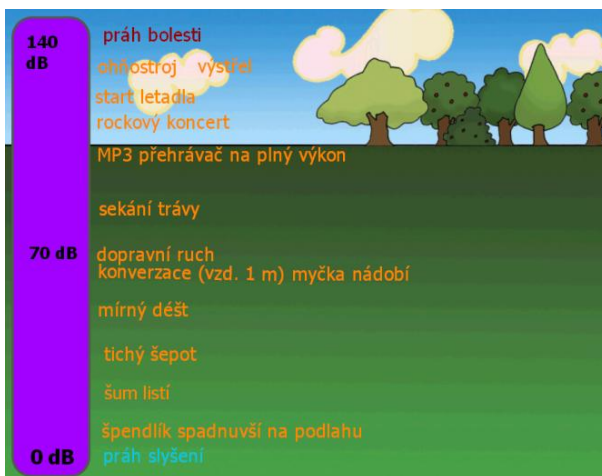 140
dB
práh bolesti
ohňostroj výstřel
start letadla
rockový koncert
MP3 přehrávač na plný výkon
sekání trávy
70 dB
dopravní ruch
konverzace (vzd. 1 m) myčka nádobí
mírný déšt
tichý šepot
šum listí
špendlík spadnuvší na podlahu
0 dB
práh slyšení